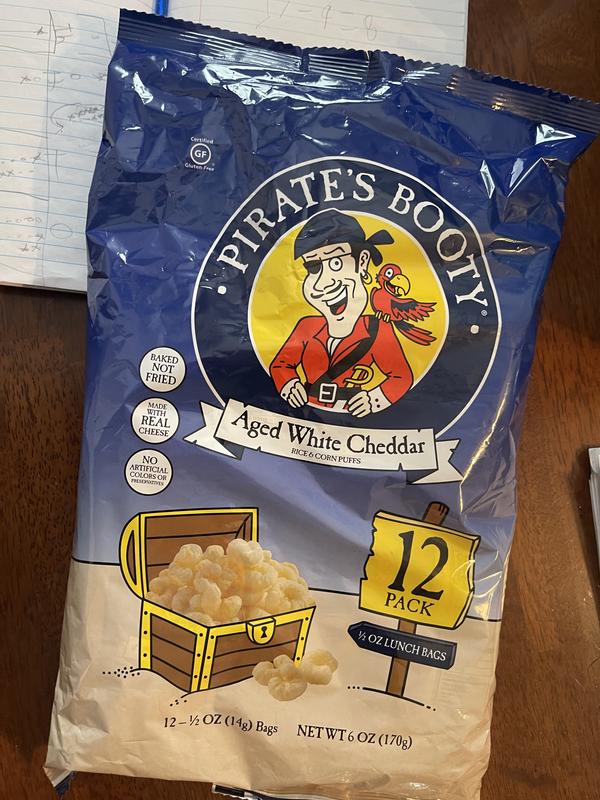 Certified
GF
Gluten-Free
PIRATE'S BOOTY®
BAKED
NOT
FRIED
MADE
WITH
REAL
CHEESE
NO
ARTIFICIAL
COLORS OR
PRESERVATIVES
Aged White Cheddar
RICE & CORN PUFFS
12
PACK
½ OZ LUNCH BAGS
12 – ½ OZ (14g) Bags
NET WT 6 OZ (170g)